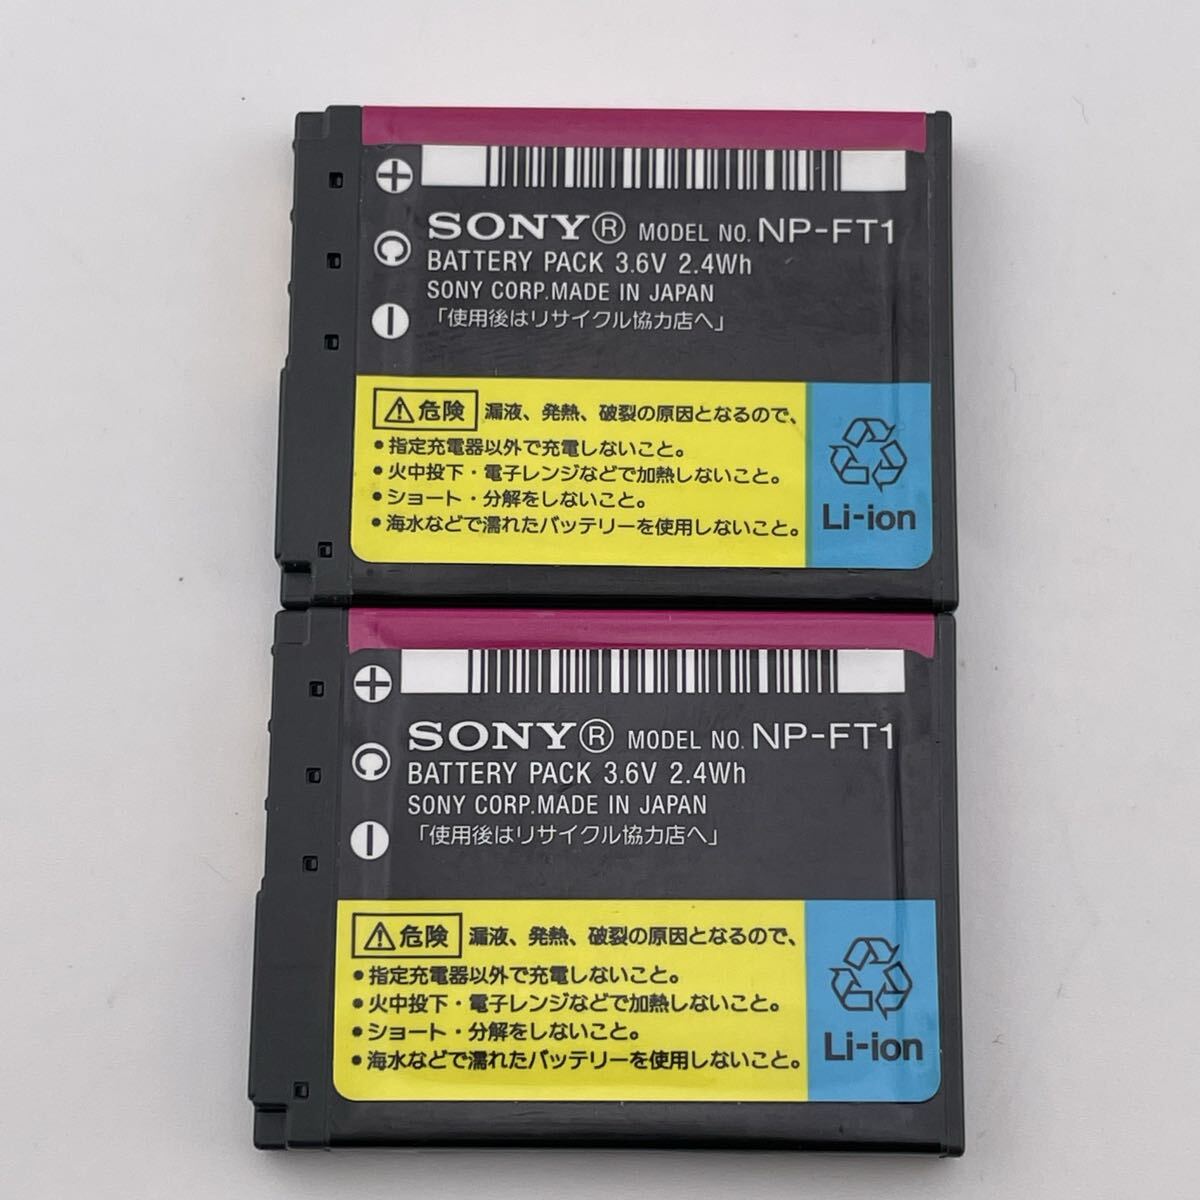 SONY® MODEL NO. NP-FT1
BATTERY PACK 3.6V 2.4Wh
SONY CORP. MADE IN JAPAN
「使用後はリサイクル協力店へ」
⚠危険 漏液、発熱、破裂の原因となるので、
•指定充電器以外で充電しないこと。
•火中投下・電子レンジなどで加熱しないこと。
•ショート・分解をしないこと。
•海水などで濡れたバッテリーを使用しないこと。
Li-ion
SONY® MODEL NO. NP-FT1
BATTERY PACK 3.6V 2.4Wh
SONY CORP. MADE IN JAPAN
「使用後はリサイクル協力店へ」
⚠危険 漏液、発熱、破裂の原因となるので、
•指定充電器以外で充電しないこと。
•火中投下・電子レンジなどで加熱しないこと。
•ショート・分解をしないこと。
•海水などで濡れたバッテリーを使用しないこと。
Li-ion